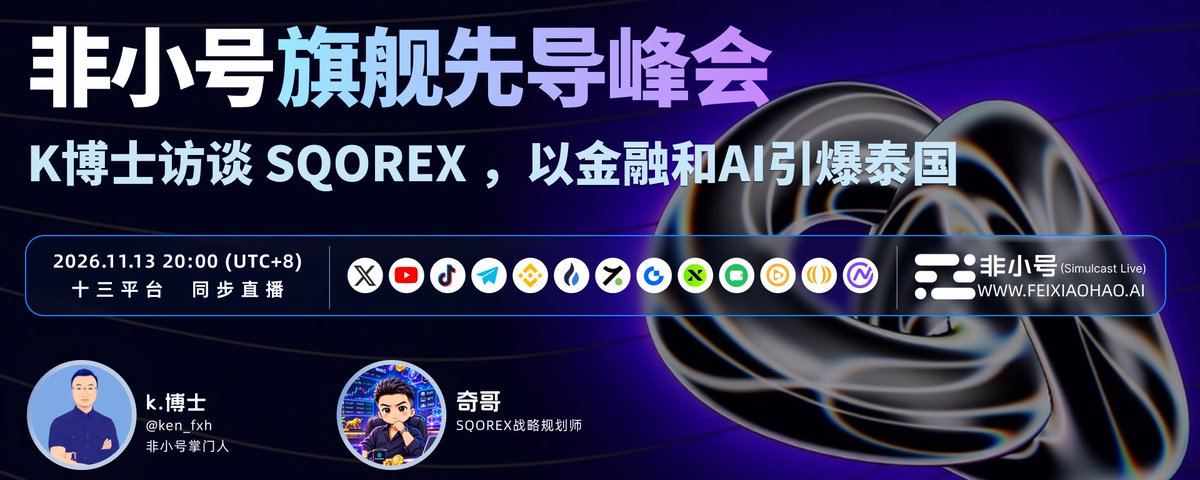 非小号旗舰先导峰会
K博士访谈 SQOREX ，以金融和AI引爆泰国
2026.11.13 20:00 (UTC+8)
十三平台 同步直播
非小号 (Simulcast Live)
WWW.FEIXIAOHAO.AI
k.博士
@ken_fxh
非小号掌门人
奇哥
SQOREX战略规划师